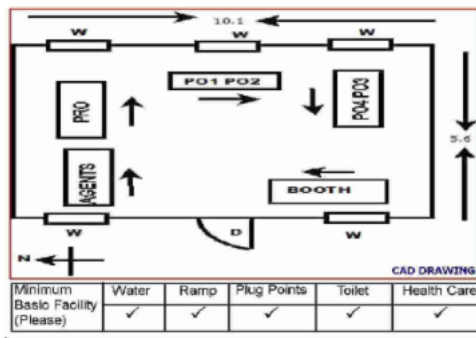 10.1
W W W
PO1 PO2
PRO
PO4 PO3
5.6
AGENTS
BOOTH
W D W
N
CAD DRAWING
Minimum Basic Facility (Please) Water Ramp Plug Points Toilet Health Care
✓ ✓ ✓ ✓ ✓